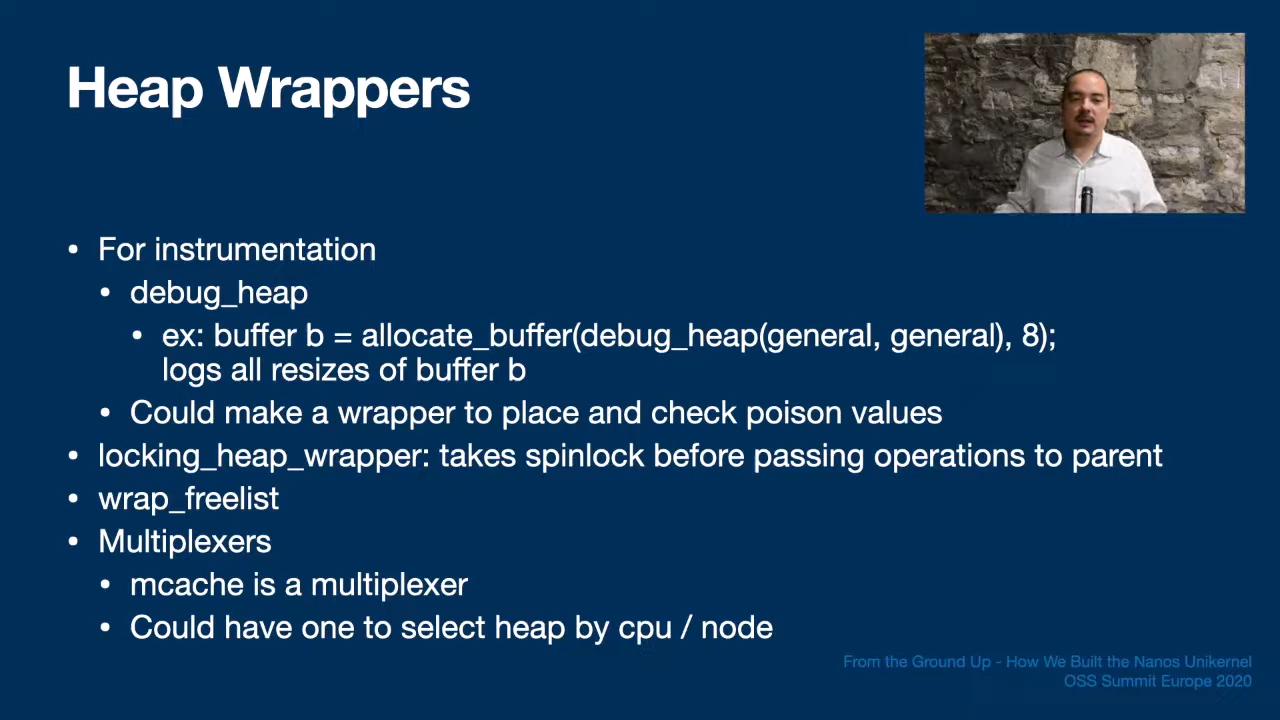 Heap Wrappers
• For instrumentation
• debug_heap
• ex: buffer b = allocate_buffer(debug_heap(general, general), 8);
logs all resizes of buffer b
• Could make a wrapper to place and check poison values
• locking_heap_wrapper: takes spinlock before passing operations to parent
• wrap_freelist
• Multiplexers
• mcache is a multiplexer
• Could have one to select heap by cpu / node
From the Ground Up - How We Built the Nanos Unikernel
OSS Summit Europe 2020